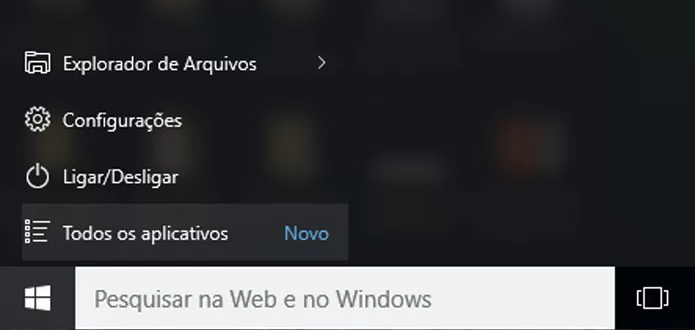 Explorador de Arquivos
Configurações
Ligar/Desligar
Todos os aplicativos Novo
Pesquisar na Web e no Windows